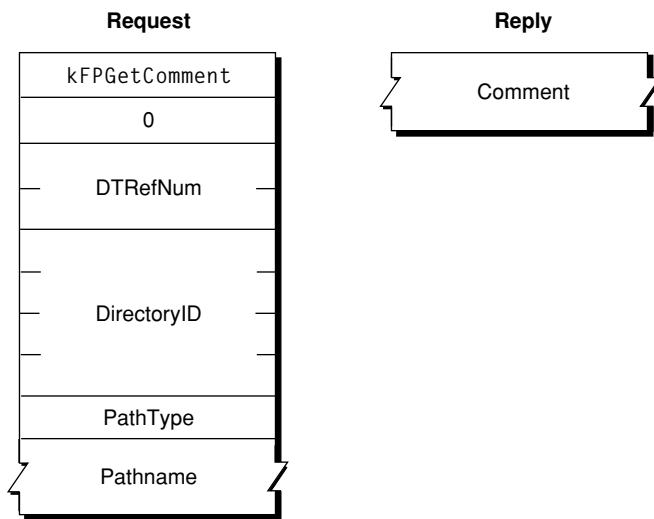 Request
kFPGetComment
0
DTRefNum
DirectoryID
PathType
Pathname
Reply
Comment